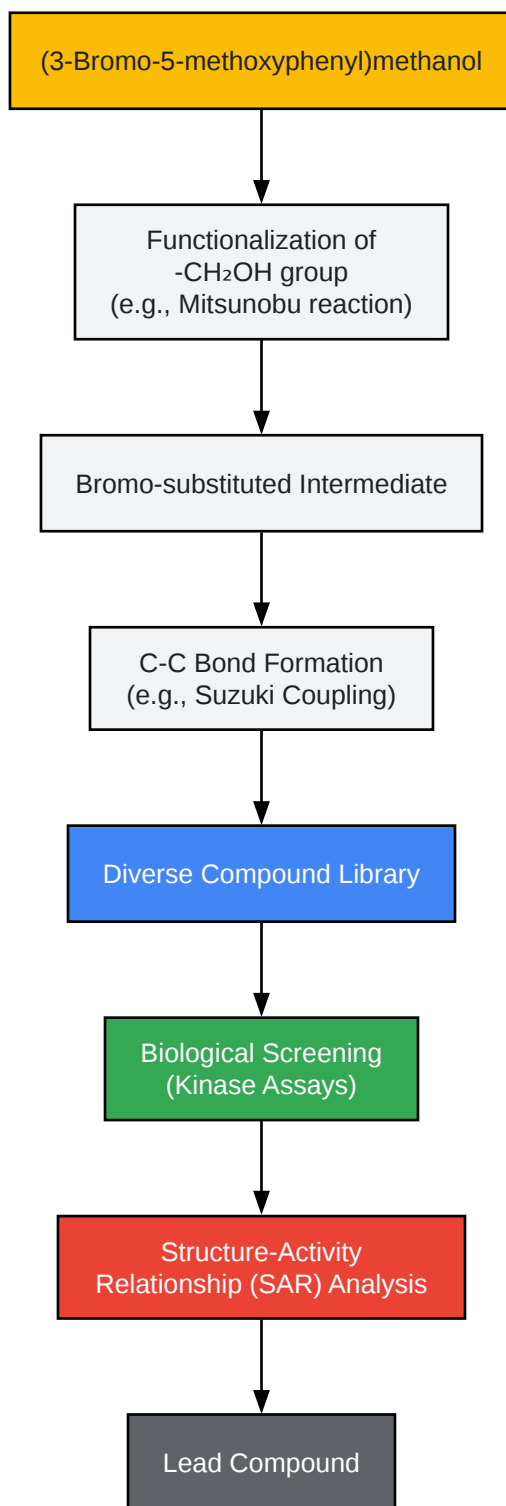 (3-Bromo-5-methoxyphenyl)methanol
Functionalization of
-CH₂OH group
(e.g., Mitsunobu reaction)
Bromo-substituted Intermediate
C-C Bond Formation
(e.g., Suzuki Coupling)
Diverse Compound Library
Biological Screening
(Kinase Assays)
Structure-Activity
Relationship (SAR) Analysis
Lead Compound